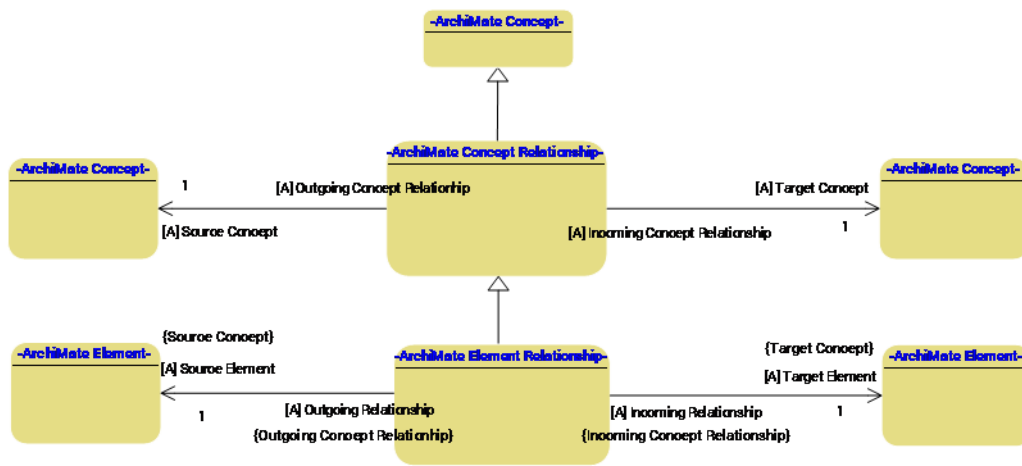 -ArchiMate Concept-
-ArchiMate Concept Relationship-
-ArchiMate Concept-
1
[A] Outgoing Concept Relationhip
[A] Source Concept
[A] Target Concept
[A] Incoming Concept Relationship
1
-ArchiMate Concept-
{Source Concept}
-ArchiMate Element-
[A] Source Element
1
[A] Outgoing Relationship
{Outgoing Concept Relationhip}
-ArchiMate Element Relationship-
{Target Concept}
[A] Target Element
[A] Incoming Relationship
1
{Incoming Concept Relationship}
-ArchiMate Element-